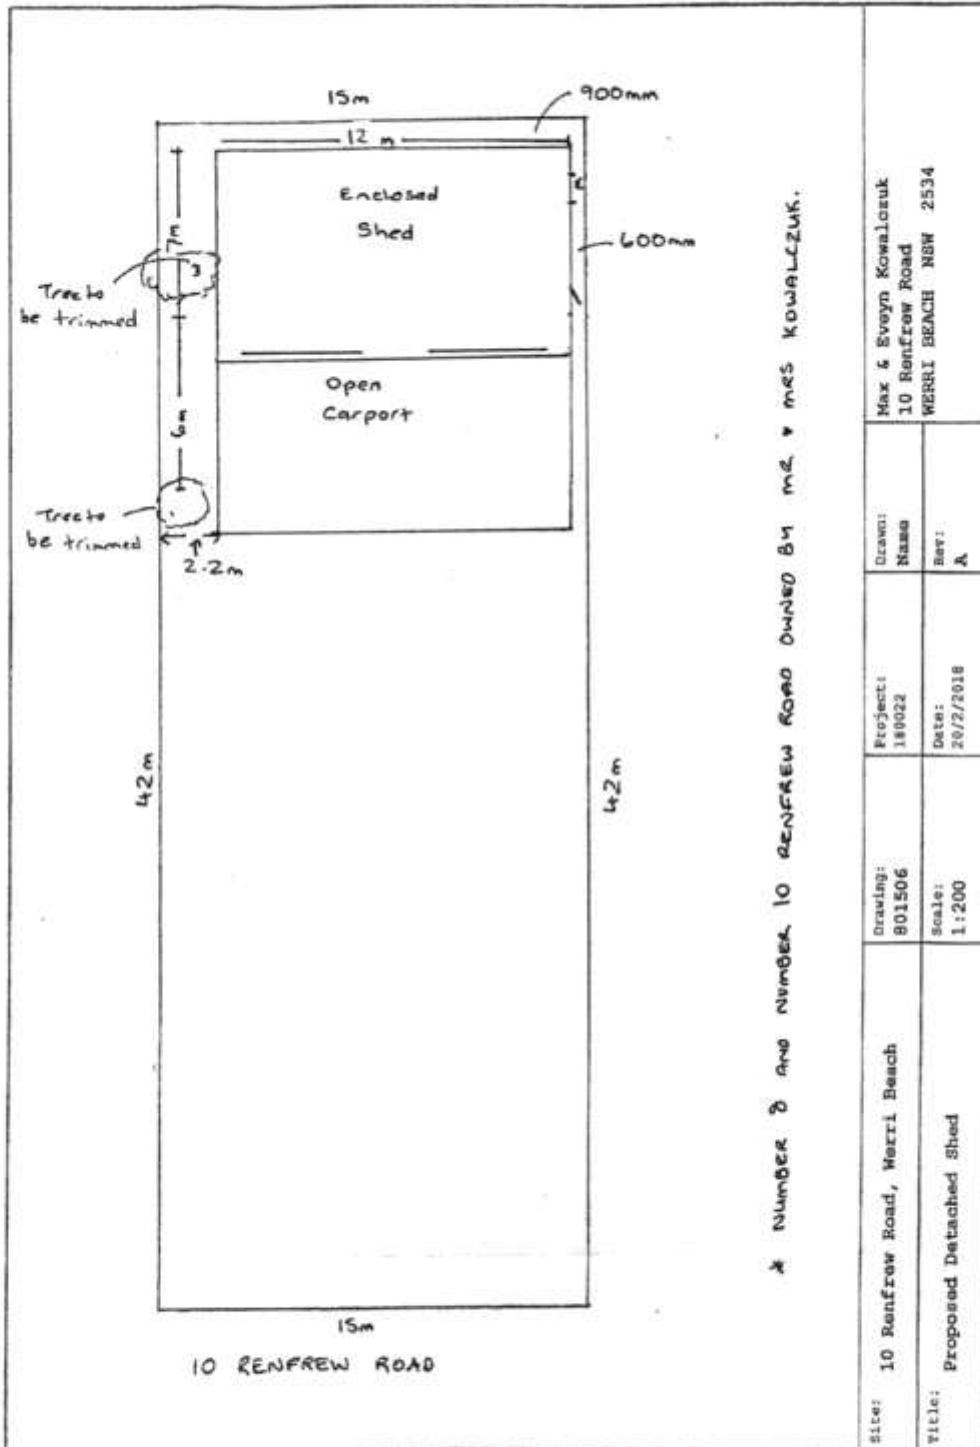 15m
900mm
12 m
Enclosed
Shed
7m
3
600mm
Tree to
be trimmed
Open
Carport
6m
Tree to
be trimmed
2.2m
42m
42m
15m
10 RENFREW ROAD
* NUMBER 8 AND NUMBER 10 RENFREW ROAD OWNED BY MR & MRS KOWALCZUK.
Site: 10 Renfrew Road, Werri Beach
Title: Proposed Detached Shed
Drawing:
801506
Scale:
1:200
Project:
180022
Date:
20/2/2018
Drawn:
Name
Rev:
A
Max & Eveyn Kowalczuk
10 Renfrew Road
WERRI BEACH NSW 2534